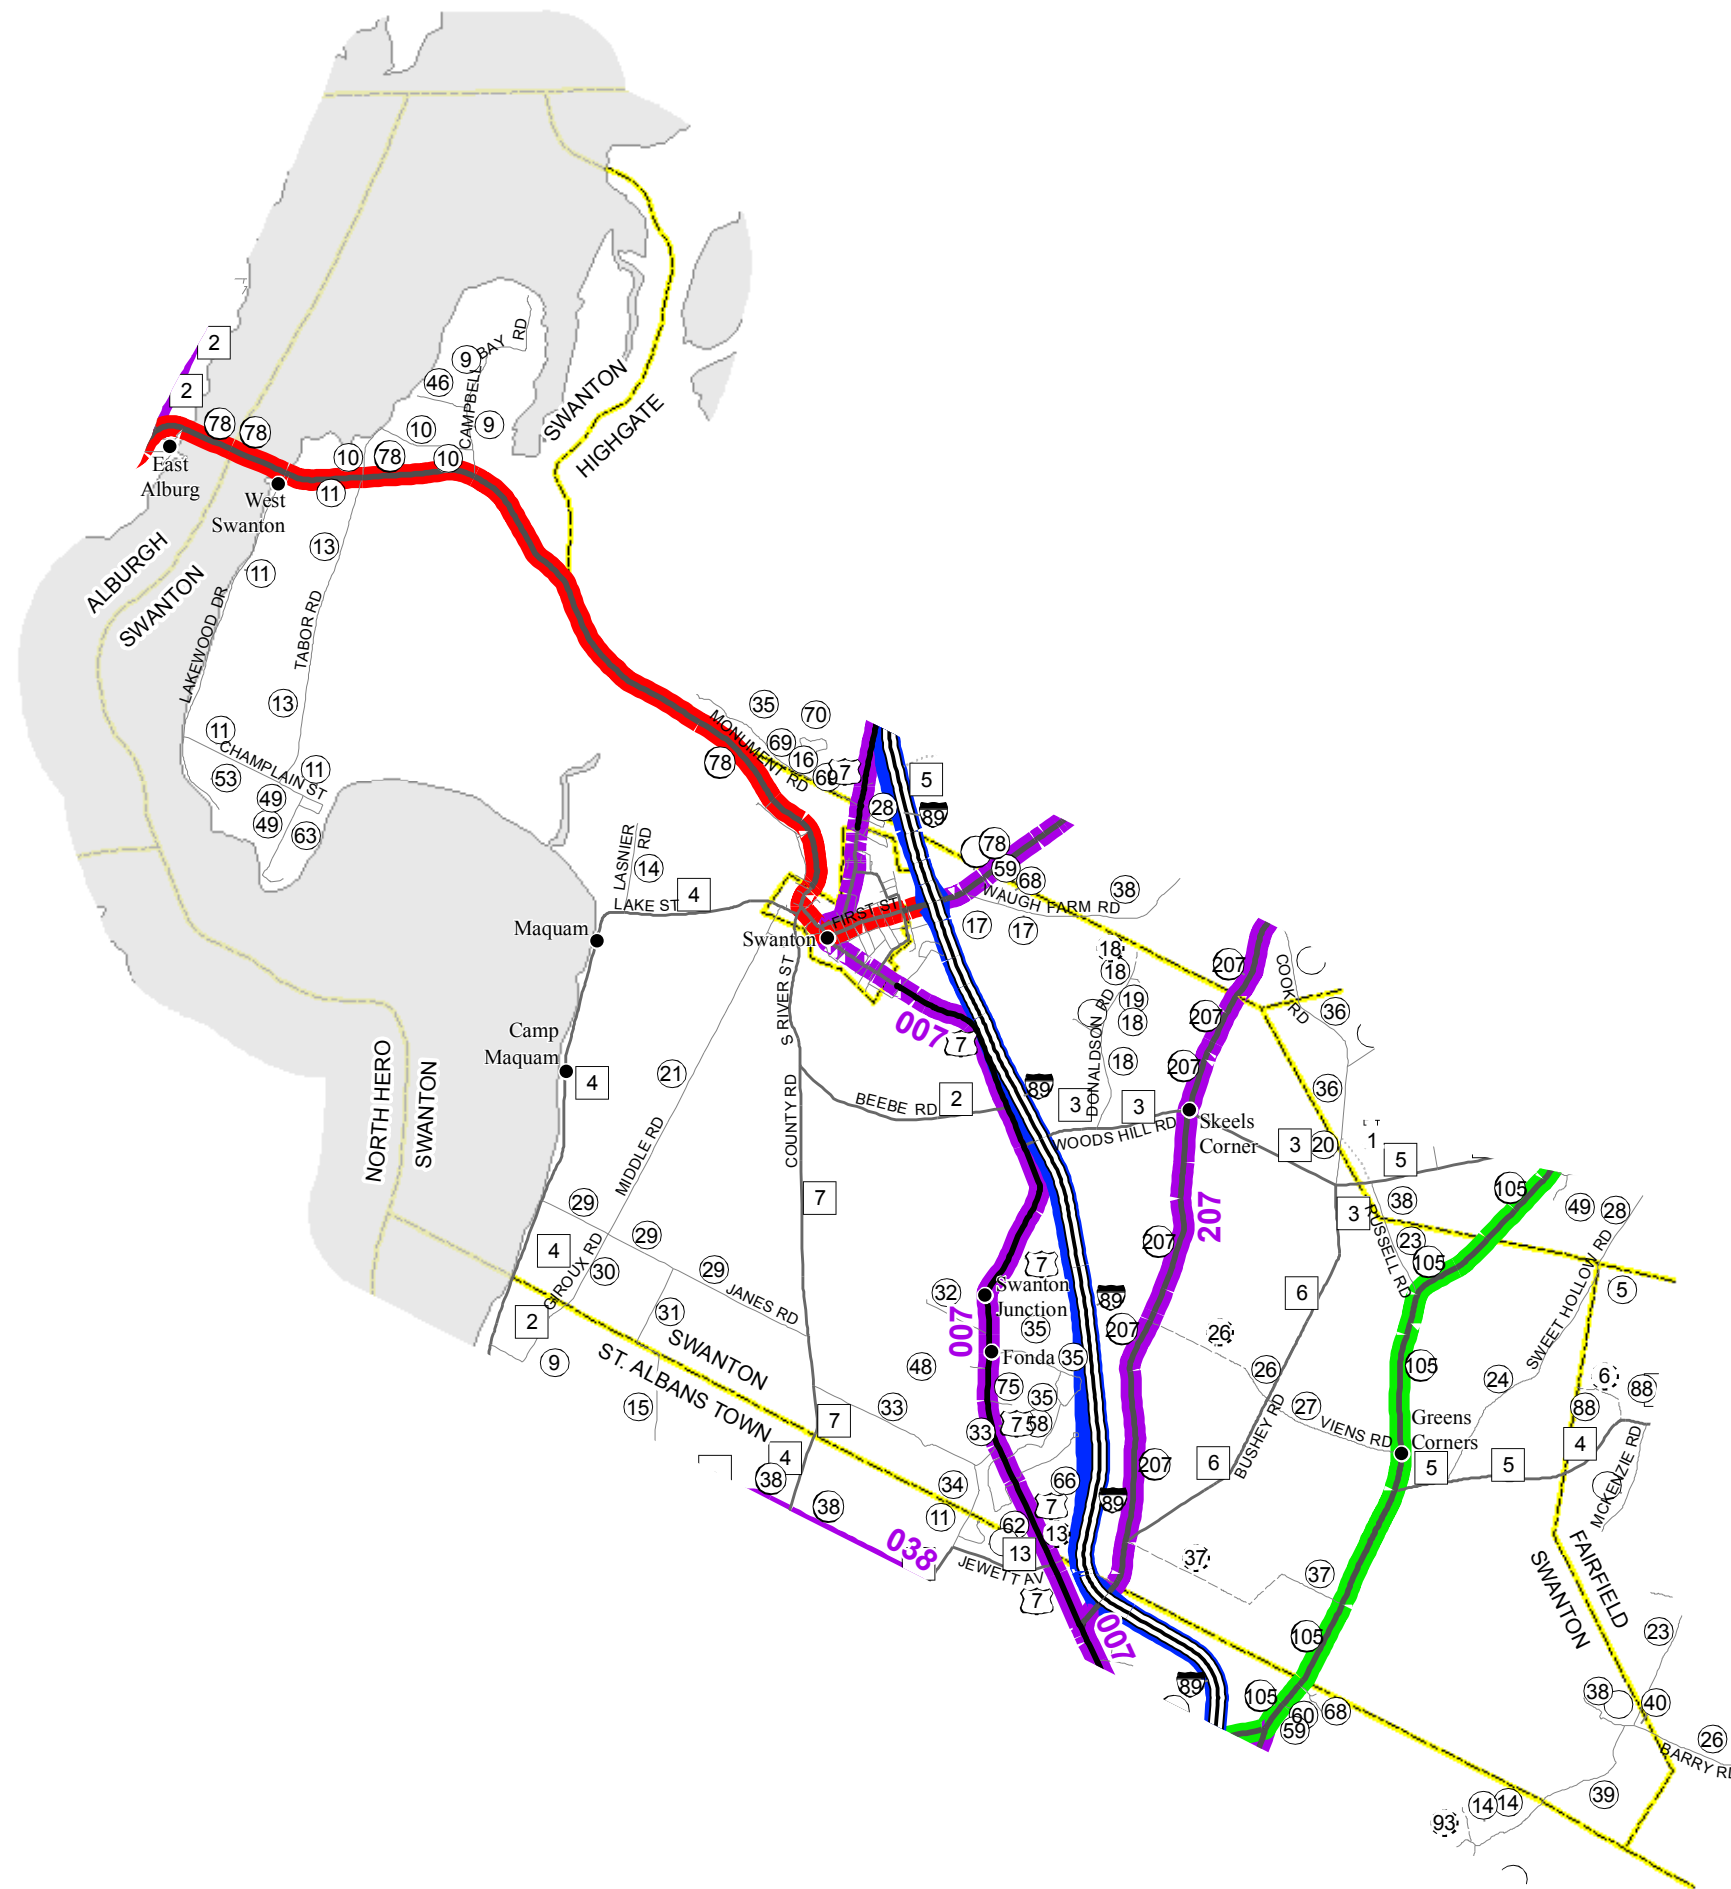 2
2
78
78
East
Alburg
West
Swanton
10
78
10
11
10
46
9
CAMPBELL BAY RD
9
SWANTON
HIGHGATE
ALBURGH
SWANTON
13
11
LAKEWOOD DR
TABOR RD
13
11
CHAMPLAIN ST
11
53
49
49
63
35
70
MONUMENT RD
69
16
69
7
78
28
5
89
78
59
68
38
WAUGH FARM RD
17
17
LASNIER
RD
14
LAKE ST
4
FIRST ST
Maquam
Swanton
Camp
Maquam
4
S RIVER ST
007
7
18
18
19
18
18
DONALDSON RD
207
207
207
COOK RD
36
36
NORTH HERO
SWANTON
21
MIDDLE RD
COUNTY RD
BEEBE RD
2
89
3
3
WOODS HILL RD
Skeels
Corner
3
20
1
5
7
29
29
29
JANES RD
4
GIROUX RD
30
31
2
9
SWANTON
ST. ALBANS TOWN
15
207
207
3
38
RUSSELL RD
23
105
105
49
28
SWEET HOLLOW RD
5
6
7
32
Swanton
Junction
35
89
207
007
Fonda
35
48
75
35
7
58
33
33
26
26
27
VIENS RD
BUSHEY RD
105
24
Greens
Corners
5
5
4
6
88
88
MCKENZIE RD
7
4
38
38
038
34
11
66
7
62
13
13
JEWETT AV
7
89
207
6
37
37
007
89
105
105
60
59
68
FAIRFIELD
SWANTON
23
38
40
26
BARRY RD
39
14
14
93